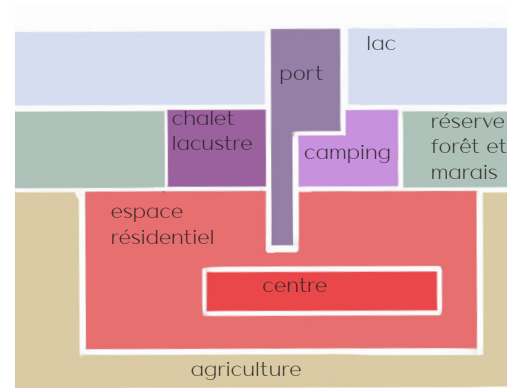 lac
port
chalet
lacustre
camping
réserve
forêt et
marais
espace
résidentiel
centre
agriculture